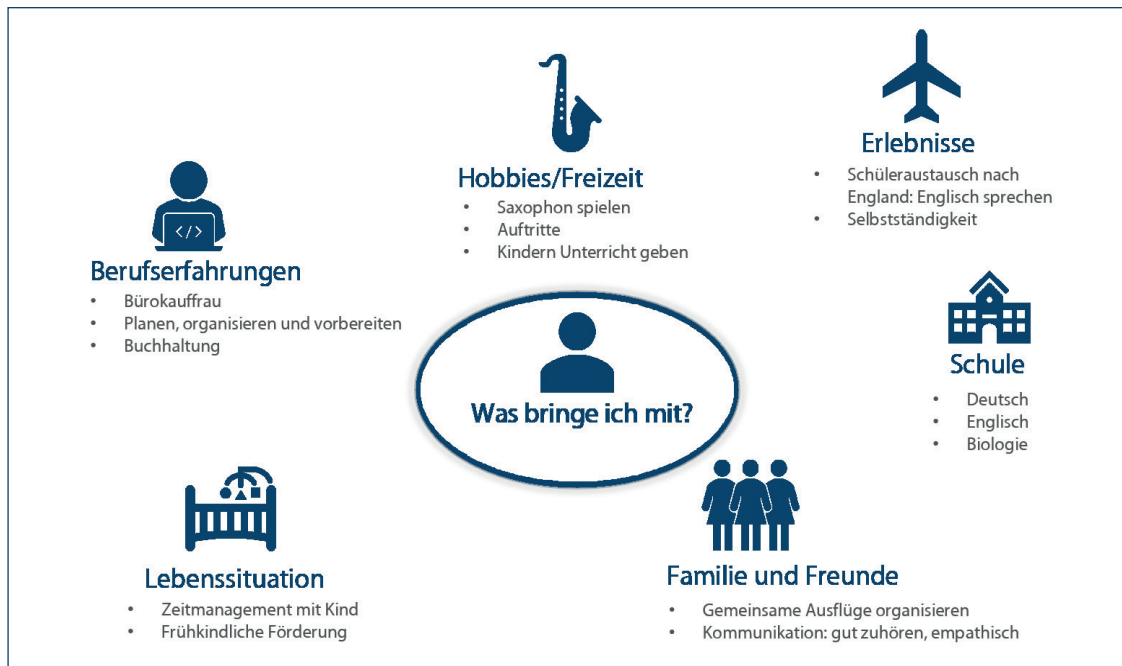 Erlebnisse
• Schüleraustausch nach
England: Englisch sprechen
• Selbstständigkeit
Hobbies/Freizeit
• Saxophon spielen
• Auftritte
• Kindern Unterricht geben
</>
Berufserfahrungen
• Bürokauffrau
• Planen, organisieren und vorbereiten
• Buchhaltung
Was bringe ich mit?
Schule
• Deutsch
• Englisch
• Biologie
Lebenssituation
• Zeitmanagement mit Kind
• Frühkindliche Förderung
Familie und Freunde
• Gemeinsame Ausflüge organisieren
• Kommunikation: gut zuhören, empathisch